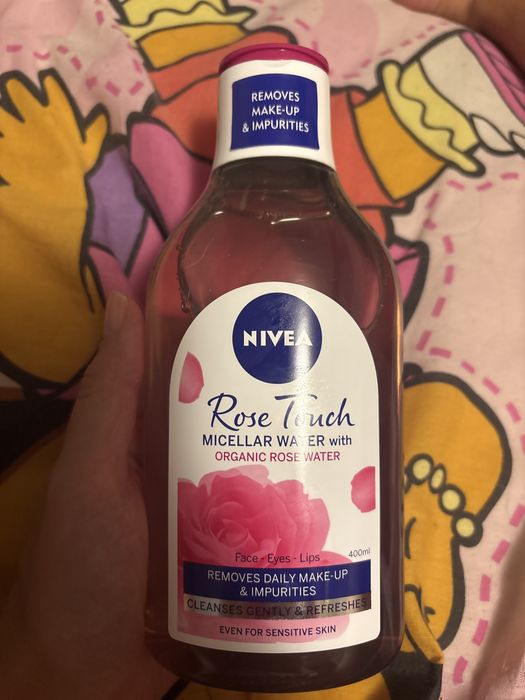 REMOVES
MAKE-UP
& IMPURITIES
NIVEA
Rose Touch
MICELLAR WATER with
ORGANIC ROSE WATER
Face - Eyes - Lips
400ml
REMOVES DAILY MAKE-UP
& IMPURITIES
CLEANSES GENTLY & REFRESHES
EVEN FOR SENSITIVE SKIN